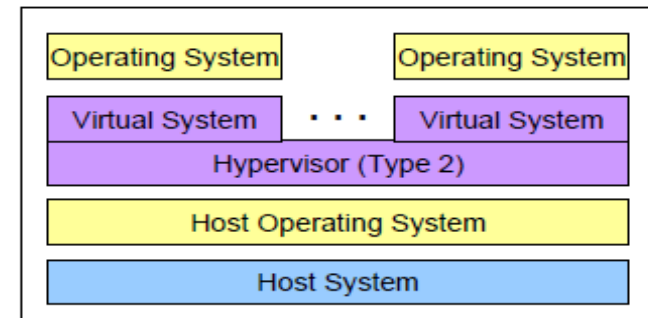 Operating System Operating System
Virtual System . . . Virtual System
Hypervisor (Type 2)
Host Operating System
Host System